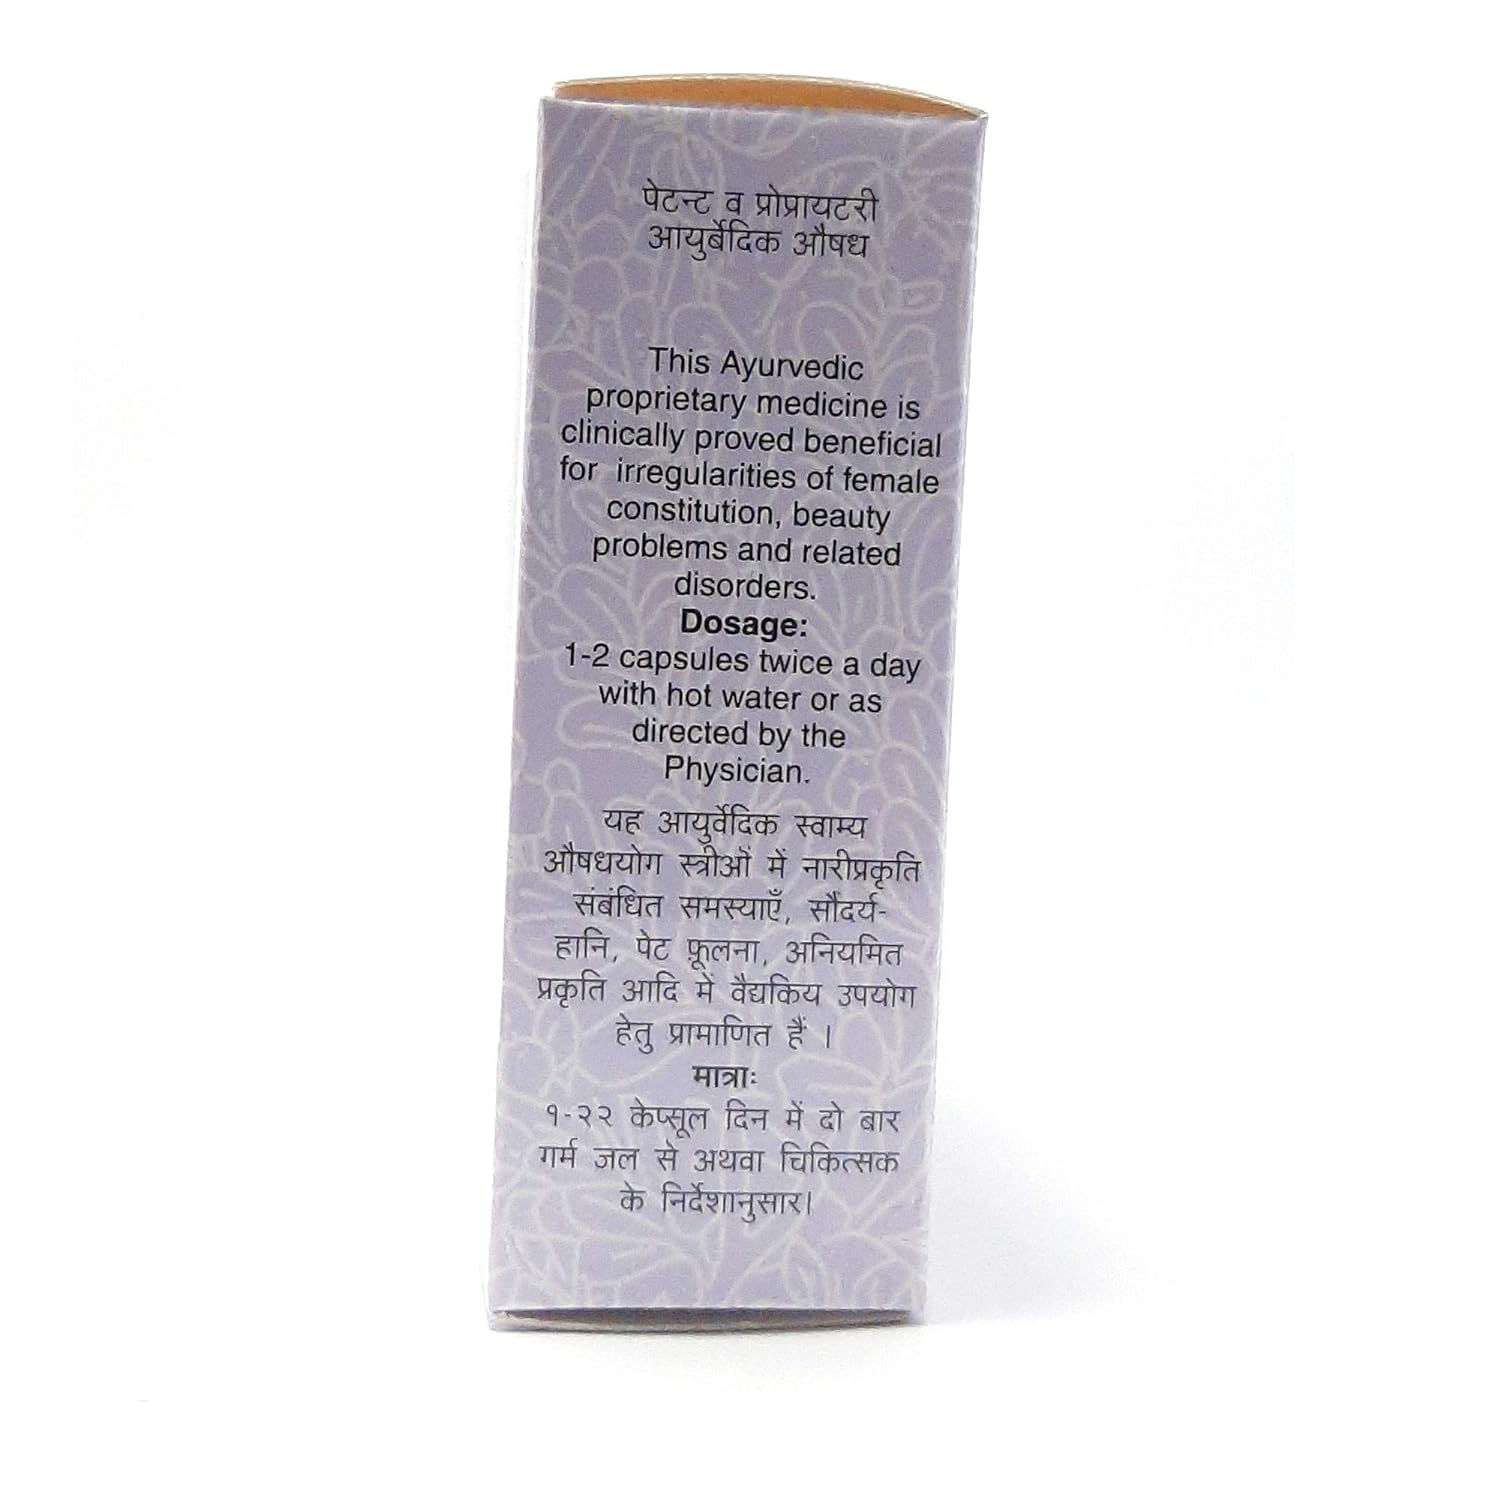 पेटन्ट व प्रोप्रायटरी
आयुर्बेदिक औषध
This Ayurvedic
proprietary medicine is
clinically proved beneficial
for irregularities of female
constitution, beauty
problems and related
disorders.
Dosage:
1-2 capsules twice a day
with hot water or as
directed by the
Physician.
यह आयुर्वेदिक स्वाम्य
औषधयोग स्त्रीओं में नारीप्रकृति
संबंधित समस्याएँ, सौंदर्य-
हानि, पेट फूलना, अनियमित
प्रकृति आदि में वैद्यकिय उपयोग
हेतु प्रामाणित हैं ।
मात्राः
१-२२ केप्सूल दिन में दो बार
गर्म जल से अथवा चिकित्सक
के निर्देशानुसार।